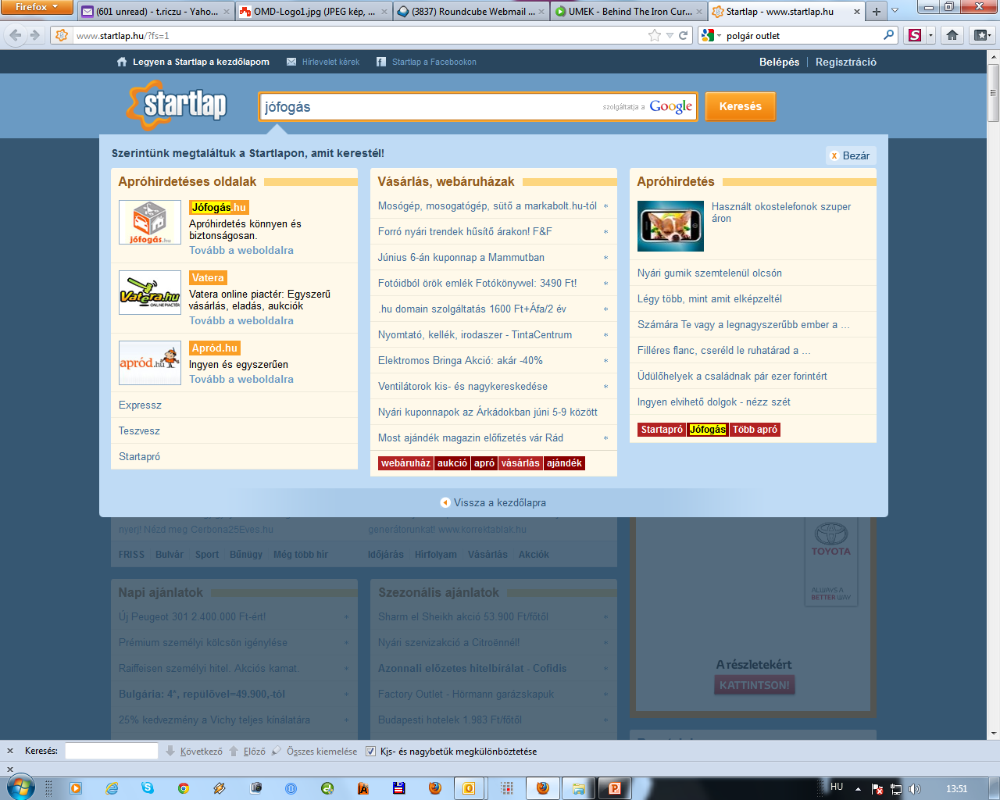 Firefox
(601 unread) - t.riczu - Yaho...
OMD-Logo1.jpg (JPEG kép, ...
(3837) Roundcube Webmail ...
UMEK - Behind The Iron Cur...
Startlap - www.startlap.hu
www.startlap.hu/?fs=1
polgár outlet
Legyen a Startlap a kezdőlapom
Hírlevelet kérek
Startlap a Facebookon
Belépés
Regisztráció
startlap
jófogás
szolgáltatja a Google
Keresés
Szerintünk megtaláltuk a Startlapon, amit kerestél!
x Bezár
Apróhirdetéses oldalak
jófogás.hu
Jófogás.hu
Apróhirdetés könnyen és
biztonságosan.
Tovább a weboldalra
Vatera.hu
ONLINE PIACTÉR
Vatera
Vatera online piactér: Egyszerű
vásárlás, eladás, aukciók
Tovább a weboldalra
apród.hu
Apród.hu
Ingyen és egyszerűen
Tovább a weboldalra
Expressz
Teszvesz
Startapró
Vásárlás, webáruházak
Mosógép, mosogatógép, sütő a markabolt.hu-tól *
Forró nyári trendek hűsítő árakon! F&F *
Június 6-án kuponnap a Mammutban *
Fotóidból örök emlék Fotókönyvvel: 3490 Ft! *
.hu domain szolgáltatás 1600 Ft+Áfa/2 év *
Nyomtató, kellék, irodaszer - TintaCentrum *
Elektromos Bringa Akció: akár -40% *
Ventilátorok kis- és nagykereskedése *
Nyári kuponnapok az Árkádokban júni 5-9 között
Most ajándék magazin előfizetés vár Rád *
webáruház aukció apró vásárlás ajándék
Apróhirdetés
Használt okostelefonok szuper
áron
Nyári gumik szemtelenül olcsón
Légy több, mint amit elképzeltél
Számára Te vagy a legnagyszerűbb ember a ...
Filléres flanc, cseréld le ruhatárad a ...
Üdülőhelyek a családnak pár ezer forintért
Ingyen elvihető dolgok - nézz szét
Startapró Jófogás Több apró
Vissza a kezdőlapra
nyerj! Nézd meg Cerbona25Eves.hu
generátorunkat! www.korrektablak.hu
FRISS Bulvár Sport Bűnügy Még több hír
Időjárás Hírfolyam Vásárlás Akciók
Napi ajánlatok
Új Peugeot 301 2.400.000 Ft-ért! *
Prémium személyi kölcsön igénylése *
Raiffeisen személyi hitel. Akciós kamat. *
Bulgária: 4*, repülővel=49.900,-tól *
25% kedvezmény a Vichy teljes kínálatára *
Szezonális ajánlatok
Sharm el Sheikh akció 53.900 Ft/főtől *
Nyári szervizakció a Citroënnél! *
Azonnali előzetes hitelbírálat - Cofidis *
Factory Outlet - Hörmann garázskapuk *
Budapesti hotelek 1.983 Ft/főtől *
TOYOTA
ALWAYS A
BETTER WAY
A részletekért
KATTINTSON!
Keresés:
Következő
Előző
Összes kiemelése
Kis- és nagybetűk megkülönböztetése
HU
13:51